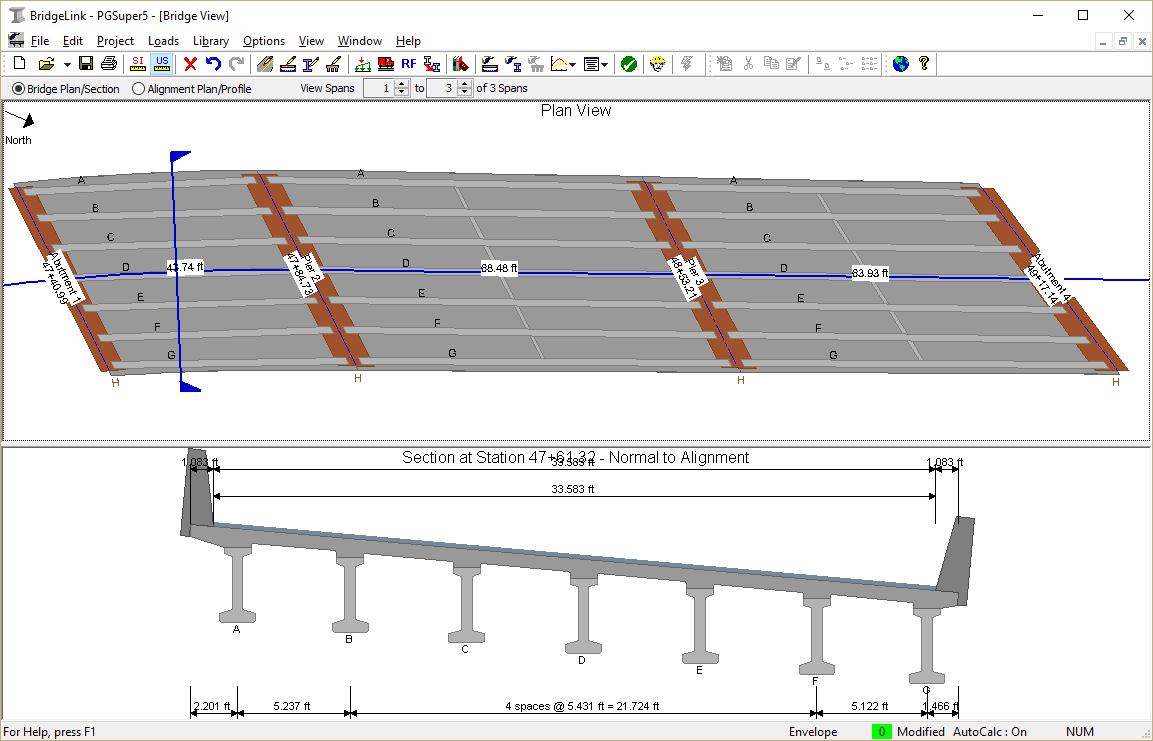 BridgeLink - PGSuper5 - [Bridge View]
File Edit Project Loads Library Options View Window Help
SI US RF
Bridge Plan/Section Alignment Plan/Profile View Spans 1 to 3 of 3 Spans
Plan View
North
A A A
B B B
C C C
D D D
43.74 ft 68.48 ft 63.93 ft
Abutment 1
47+40.99
Pier 2
47+84.73
Pier 3
48+53.21
Abutment 4
49+17.14
E E E
F F F
G G G
H H H H
Section at Station 47+61.32 - Normal to Alignment
1.083 ft 33.583 ft 1.083 ft
33.583 ft
A
B
C
D
E
F
G
2.201 ft 5.237 ft 4 spaces @ 5.431 ft = 21.724 ft 5.122 ft 1.466 ft
For Help, press F1 Envelope 0 Modified AutoCalc : On NUM